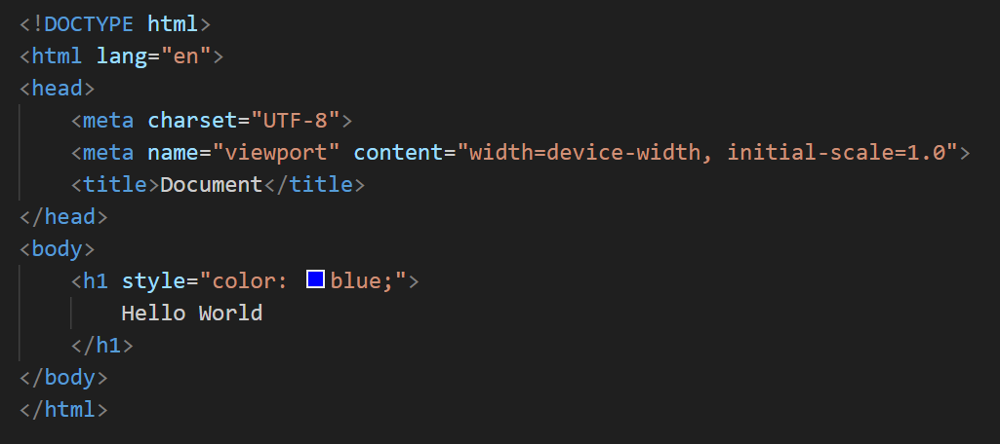 <!DOCTYPE html>
<html lang="en">
<head>
    <meta charset="UTF-8">
    <meta name="viewport" content="width=device-width, initial-scale=1.0">
    <title>Document</title>
</head>
<body>
    <h1 style="color: blue;">
        Hello World
    </h1>
</body>
</html>